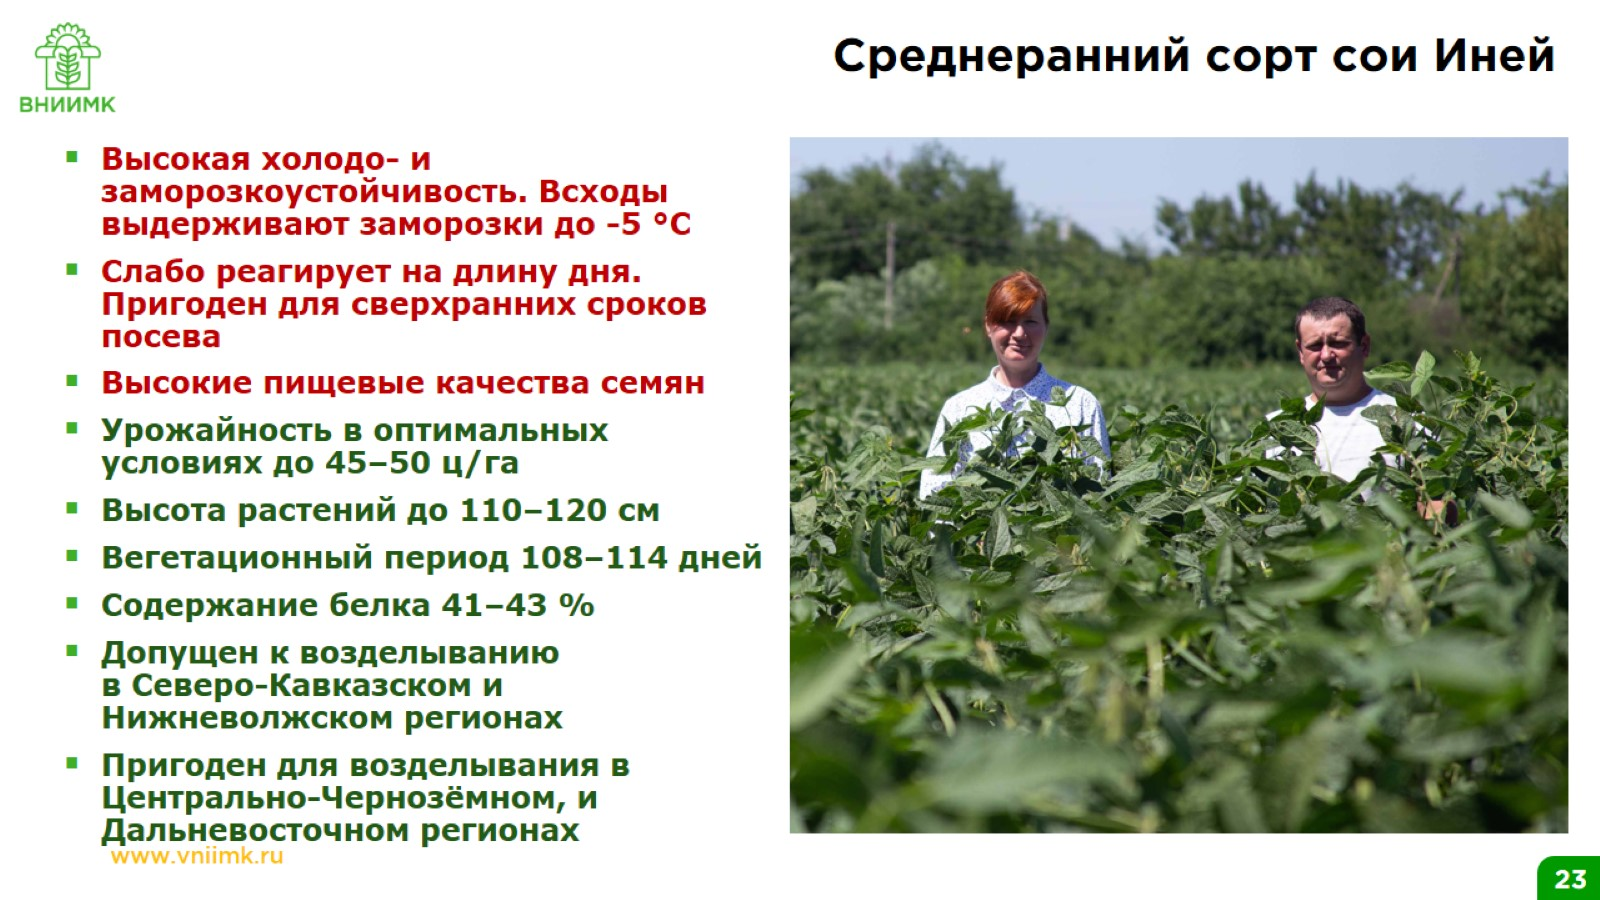 ВНИИМК
Среднеранний сорт сои Иней
Высокая холодо- и
заморозкоустойчивость. Всходы
выдерживают заморозки до -5 °С
Слабо реагирует на длину дня.
Пригоден для сверхранних сроков
посева
Высокие пищевые качества семян
Урожайность в оптимальных
условиях до 45–50 ц/га
Высота растений до 110–120 см
Вегетационный период 108–114 дней
Содержание белка 41–43 %
Допущен к возделыванию
в Северо-Кавказском и
Нижневолжском регионах
Пригоден для возделывания в
Центрально-Чернозёмном, и
Дальневосточном регионах
www.vniimk.ru
23